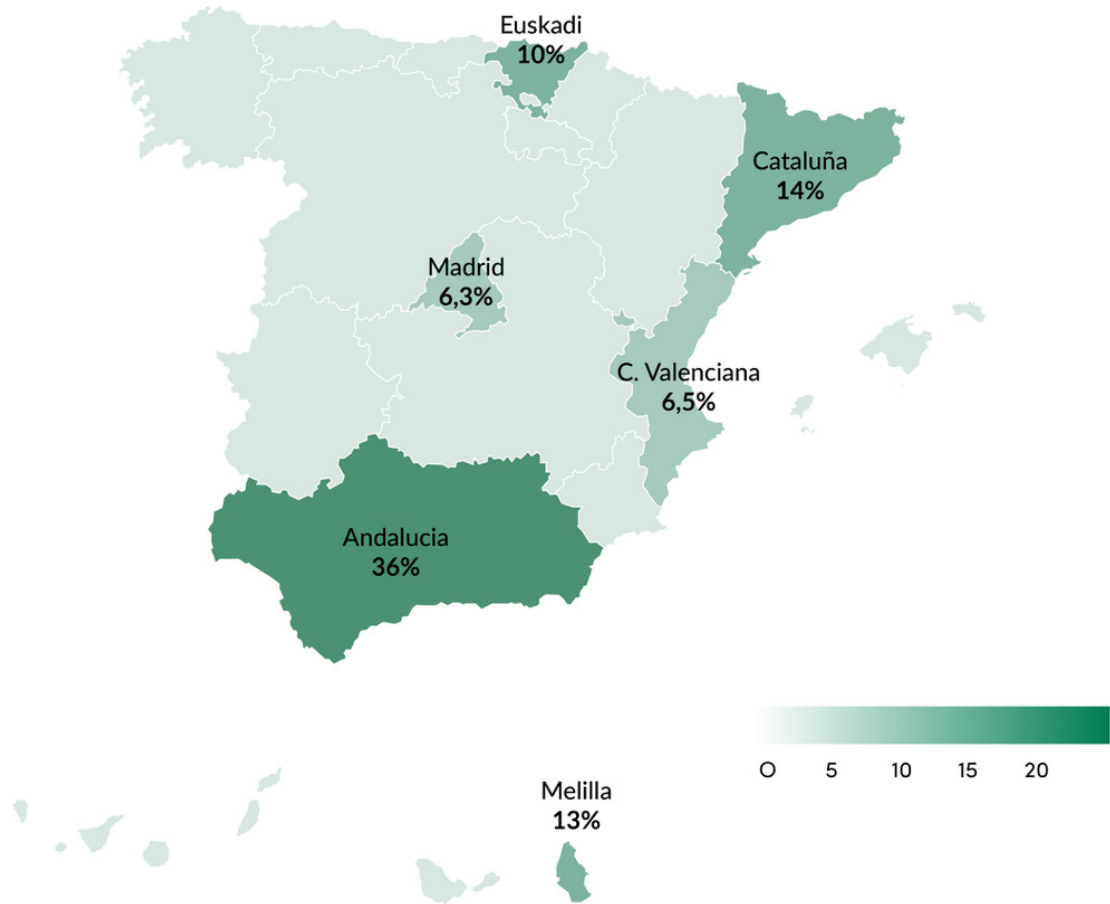 Euskadi
10%
Cataluña
14%
Madrid
6,3%
C. Valenciana
6,5%
Andalucia
36%
O 5 10 15 20
Melilla
13%